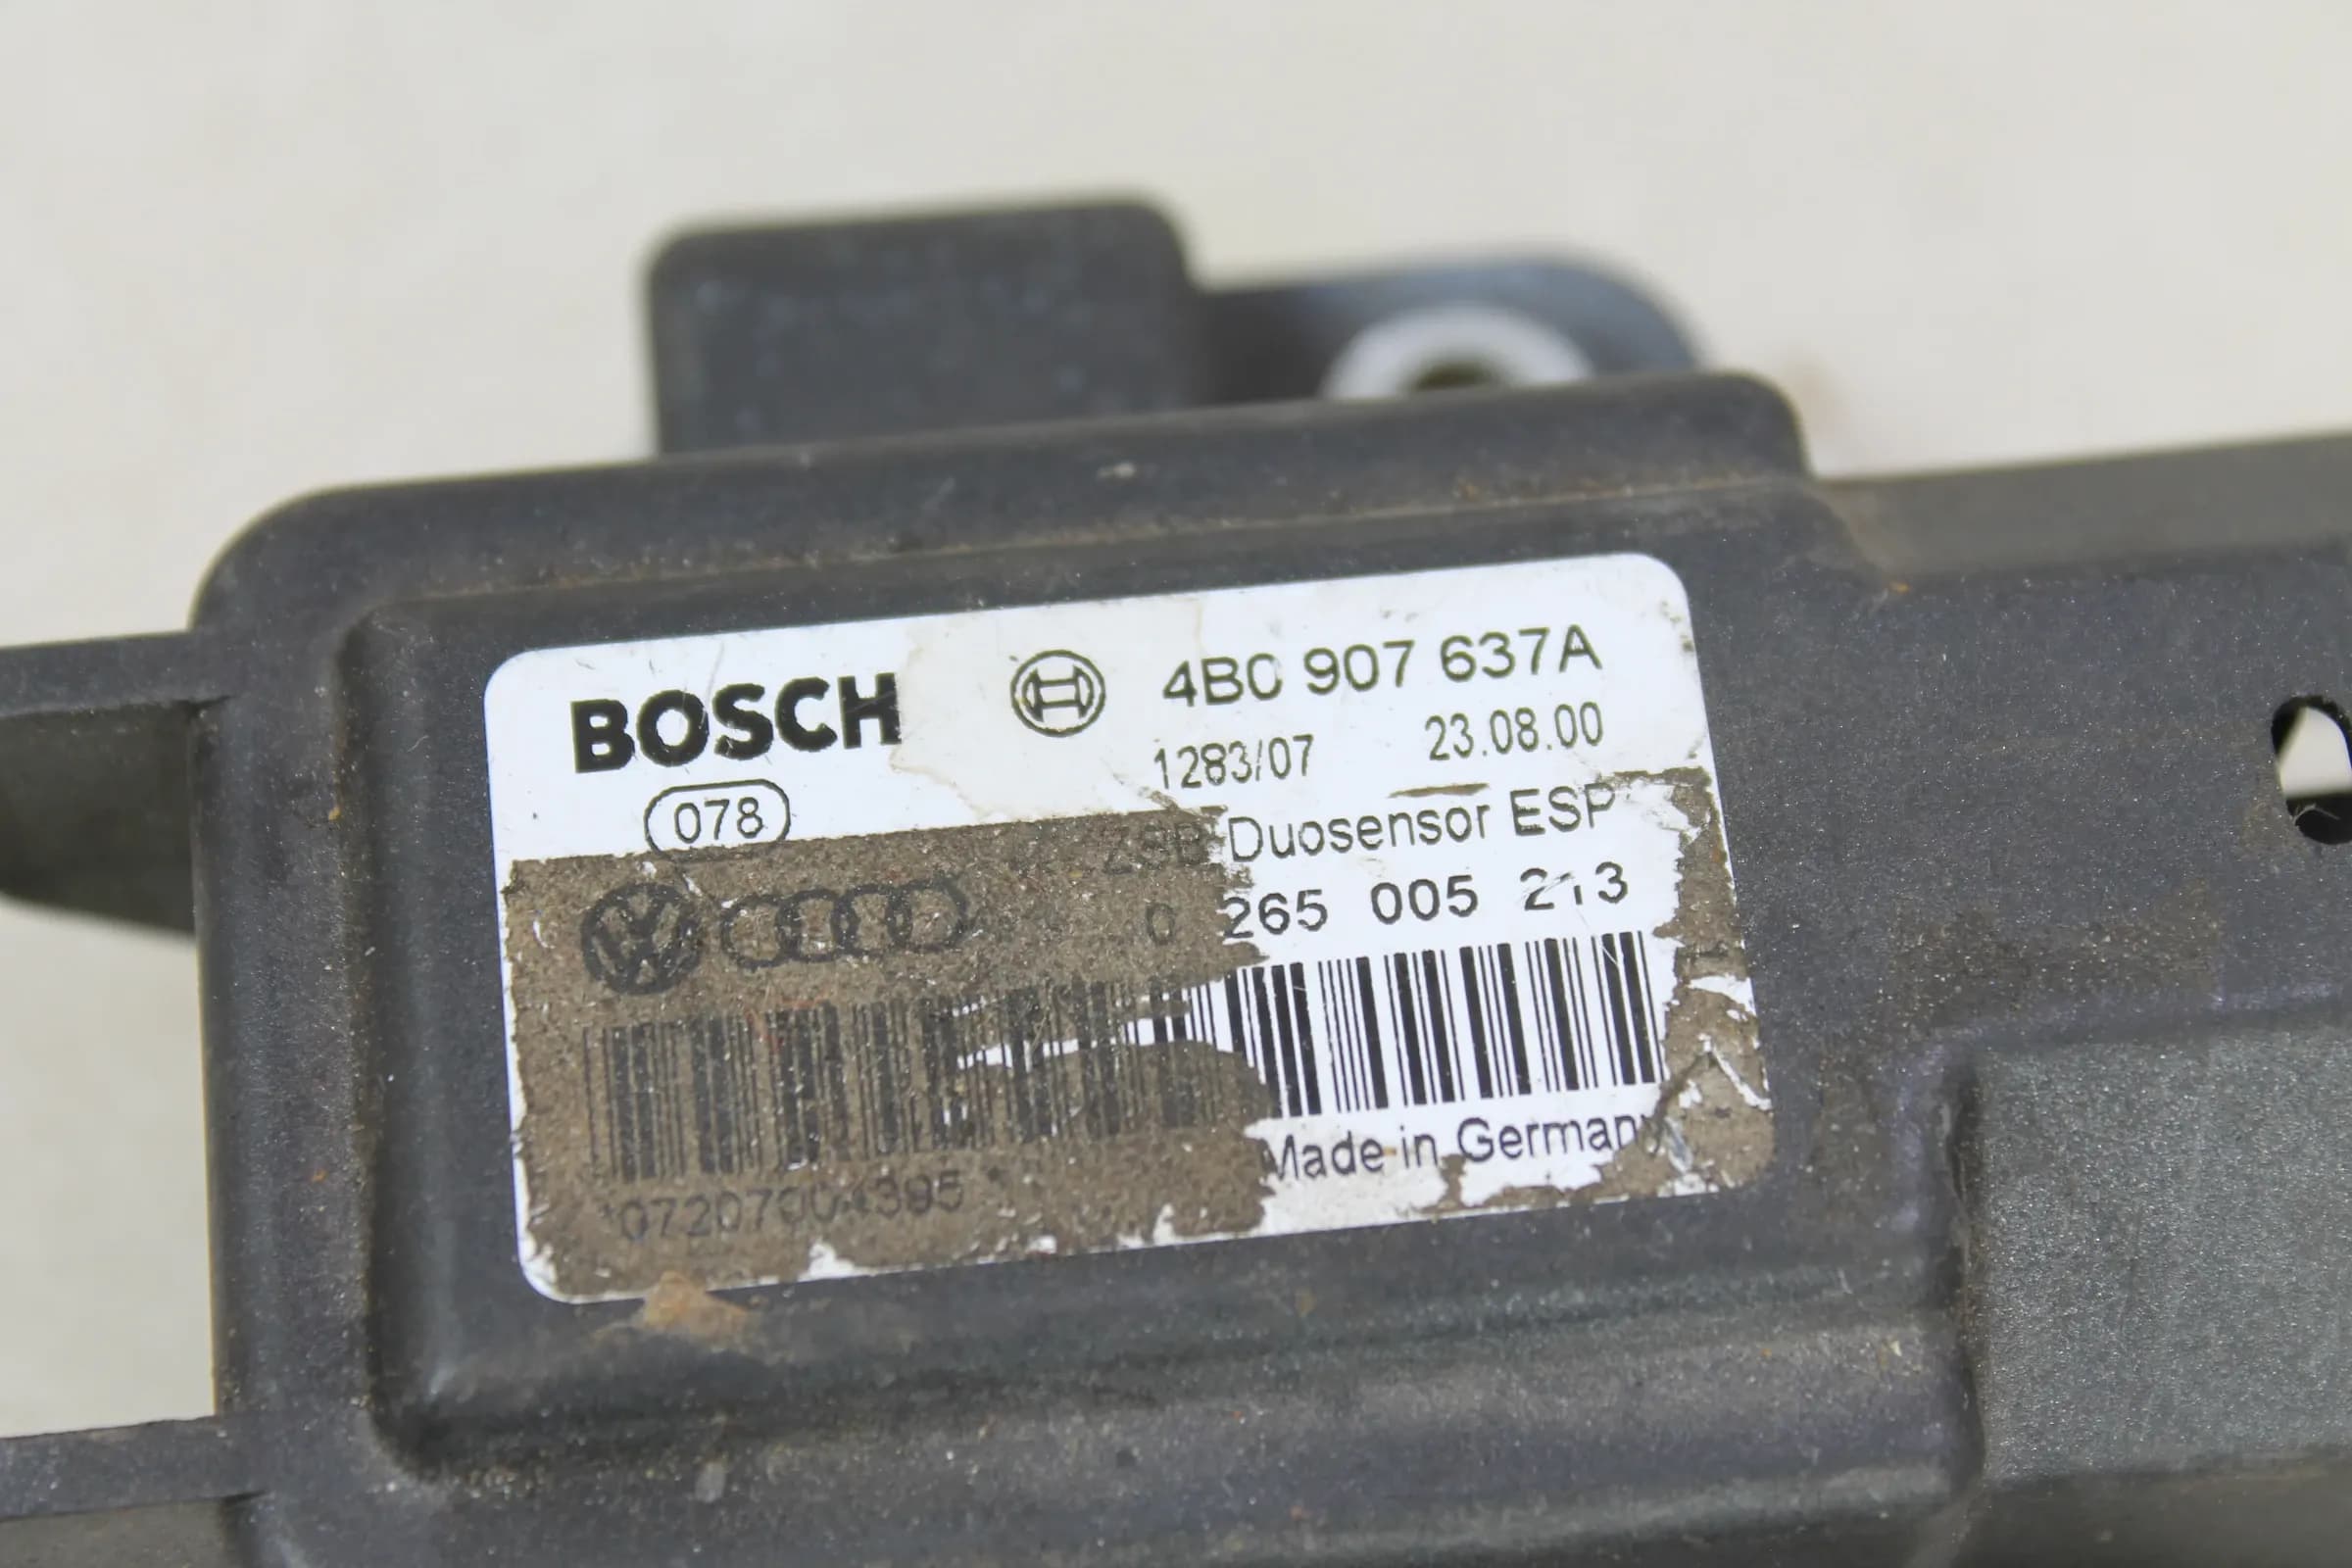 BOSCH 4B0 907 637A
1283/07 23.08.00
078
ZSB Duosensor ESP
0 265 005 213
Made in Germany